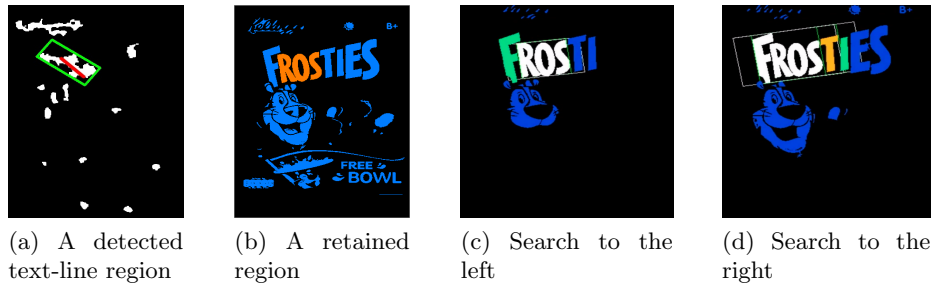 B+
FROSTIES
FREE
BOWL
FROSTI
B+
FROSTIES
(a) A detected text-line region
(b) A retained region
(c) Search to the left
(d) Search to the right